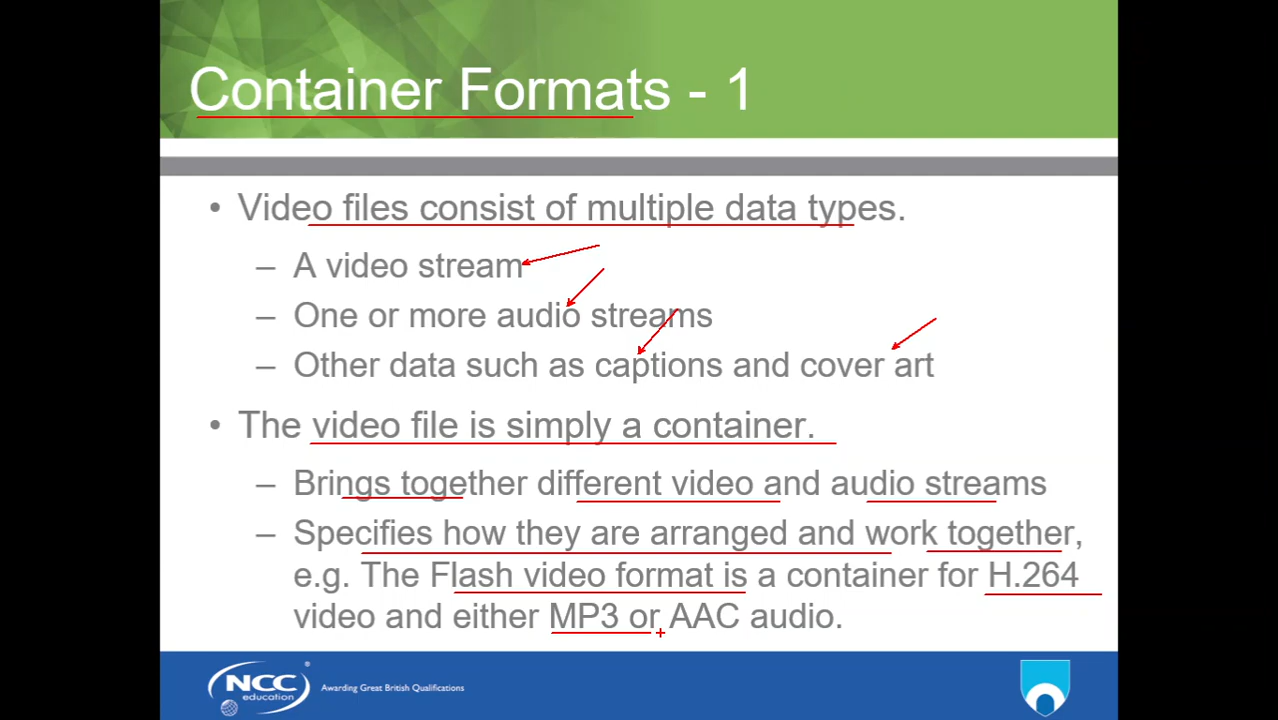 Container Formats - 1
• Video files consist of multiple data types.
– A video stream
– One or more audio streams
– Other data such as captions and cover art
• The video file is simply a container.
– Brings together different video and audio streams
– Specifies how they are arranged and work together,
e.g. The Flash video format is a container for H.264
video and either MP3 or AAC audio.
NCC ®
education
Awarding Great British Qualifications